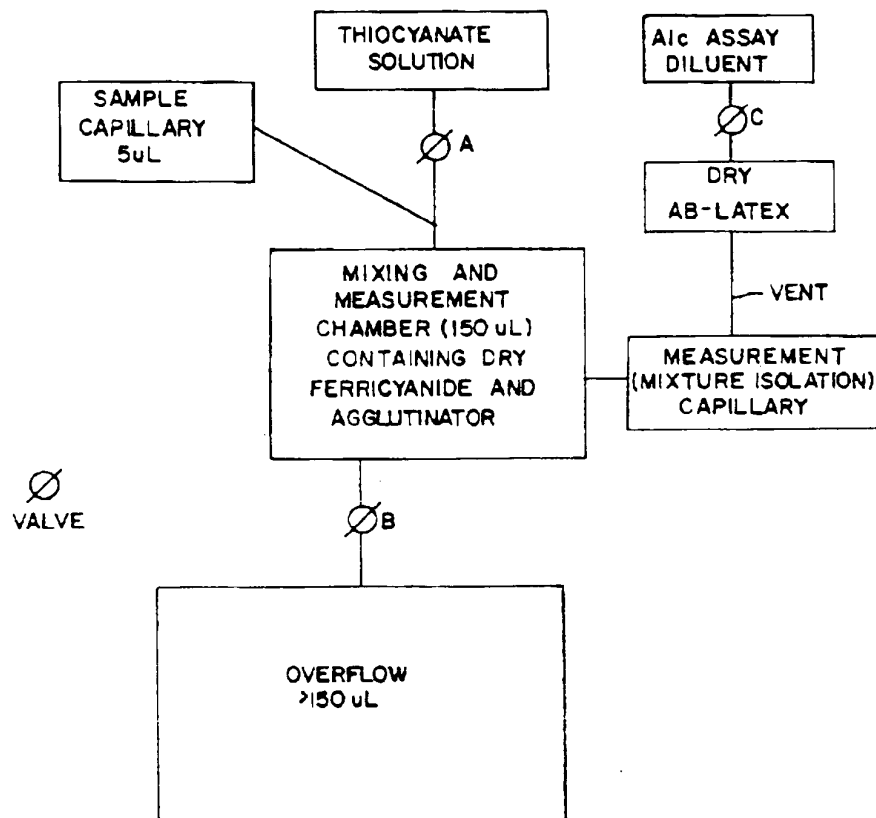 THIOCYANATE
SOLUTION
A1c ASSAY
DILUENT
SAMPLE
CAPILLARY
5uL
A
C
DRY
AB-LATEX
MIXING AND
MEASUREMENT
CHAMBER (150 uL)
CONTAINING DRY
FERRICYANIDE AND
AGGLUTINATOR
VENT
MEASUREMENT
(MIXTURE ISOLATION)
CAPILLARY
VALVE
B
OVERFLOW
>150 uL